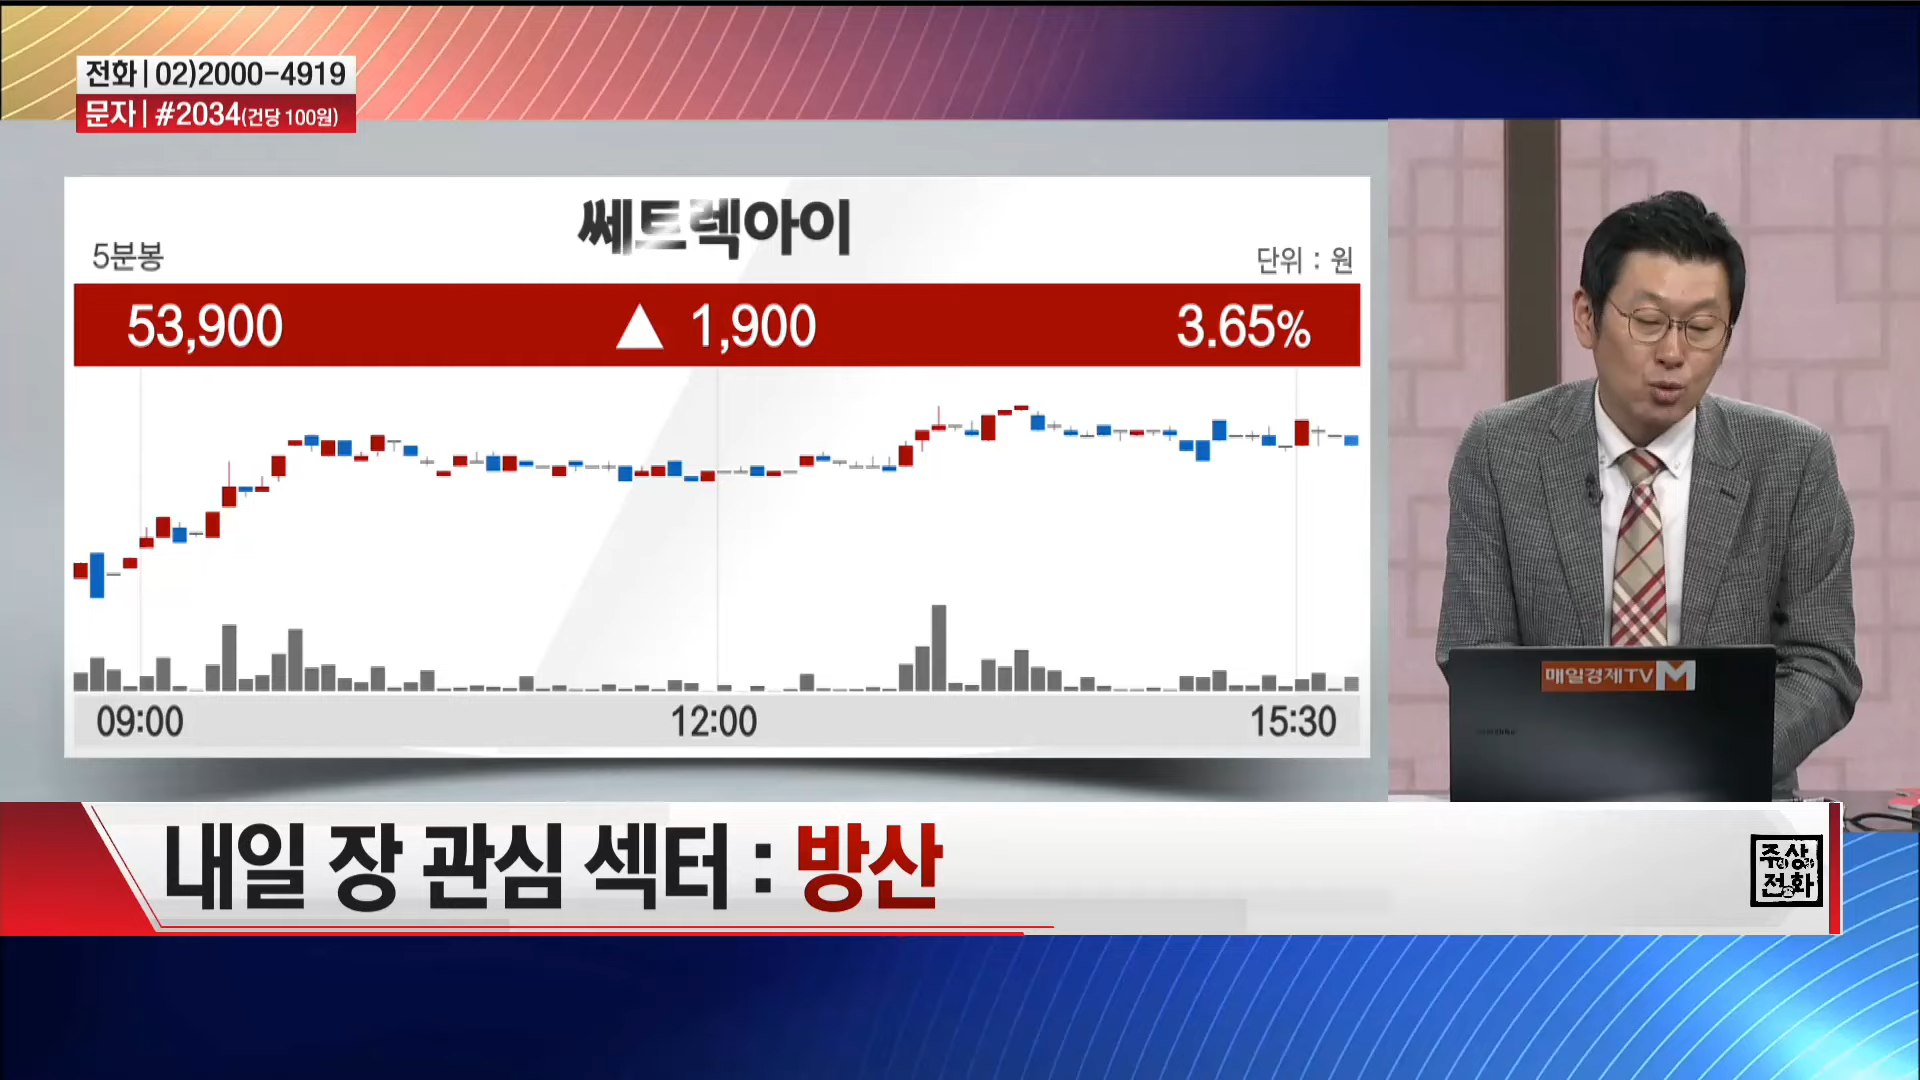 전화 | 02)2000-4919
문자 | #2034(건당 100원)
쎄트렉아이
5분봉
단위 : 원
53,900 ▲ 1,900 3.65%
09:00 12:00 15:30
매일경제TV M
내일 장 관심 섹터 : 방산
주상
전화